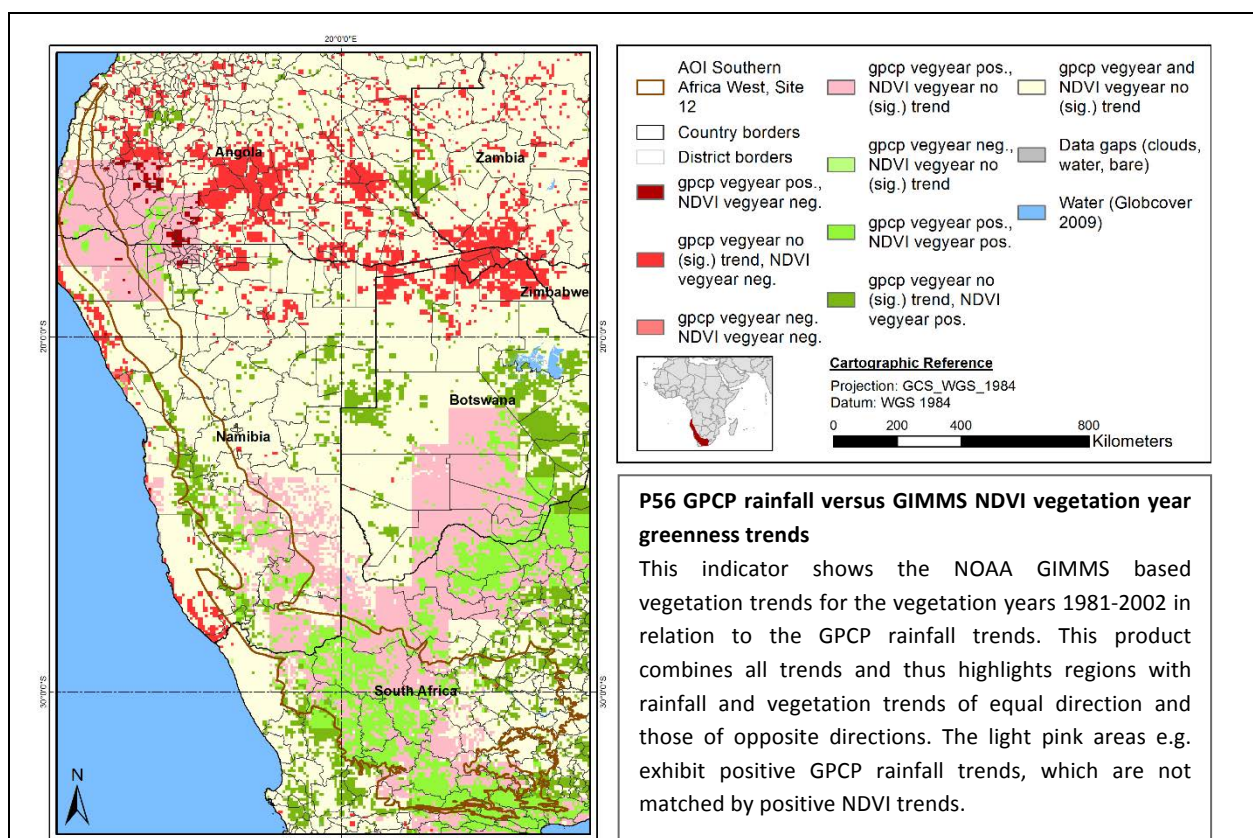 20°0'0"E
Angola
Zambia
Zimbabwe
20°0'0"S
20°0'0"S
Botswana
Namibia
30°0'0"S
30°0'0"S
South Africa
N
AOI Southern
Africa West, Site
12
Country borders
District borders
gpcp vegyear pos.,
NDVI vegyear neg.
gpcp vegyear no
(sig.) trend, NDVI
vegyear neg.
gpcp vegyear neg.
NDVI vegyear neg.
gpcp vegyear pos.,
NDVI vegyear no
(sig.) trend
gpcp vegyear neg.,
NDVI vegyear no
(sig.) trend
gpcp vegyear pos.,
NDVI vegyear pos.
gpcp vegyear no
(sig.) trend, NDVI
vegyear pos.
gpcp vegyear and
NDVI vegyear no
(sig.) trend
Data gaps (clouds,
water, bare)
Water (Globcover
2009)
Cartographic Reference
Projection: GCS_WGS_1984
Datum: WGS 1984
0 200 400 800
Kilometers
20°0'0"E
P56 GPCP rainfall versus GIMMS NDVI vegetation year
greenness trends
This indicator shows the NOAA GIMMS based
vegetation trends for the vegetation years 1981-2002 in
relation to the GPCP rainfall trends. This product
combines all trends and thus highlights regions with
rainfall and vegetation trends of equal direction and
those of opposite directions. The light pink areas e.g.
exhibit positive GPCP rainfall trends, which are not
matched by positive NDVI trends.